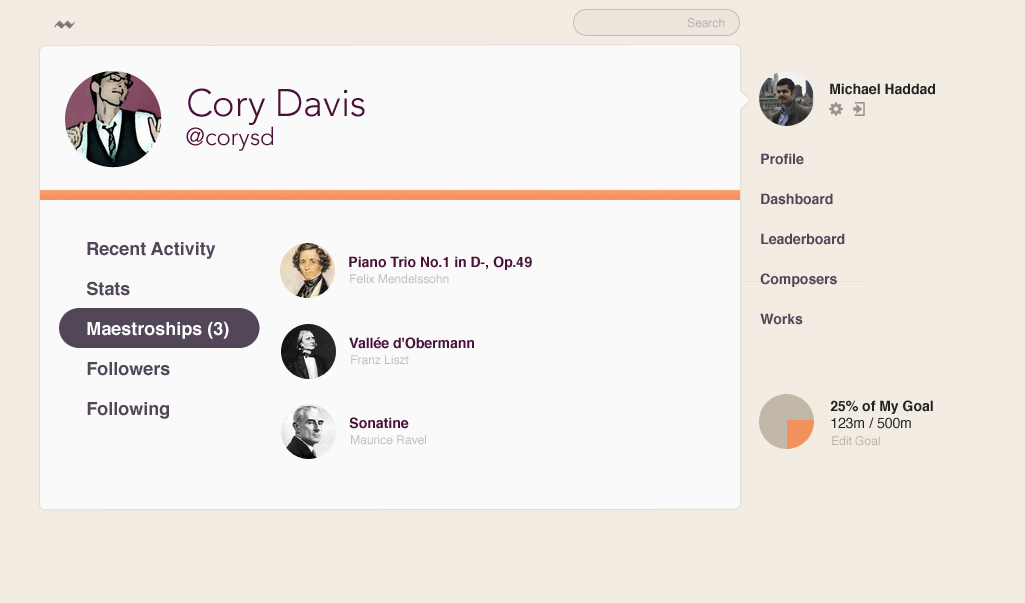 Search
Cory Davis
@corysd
Recent Activity
Stats
Maestroships (3)
Followers
Following
Piano Trio No.1 in D-, Op.49
Felix Mendelssohn
Vallée d'Obermann
Franz Liszt
Sonatine
Maurice Ravel
Michael Haddad
Profile
Dashboard
Leaderboard
Composers
Works
25% of My Goal
123m / 500m
Edit Goal